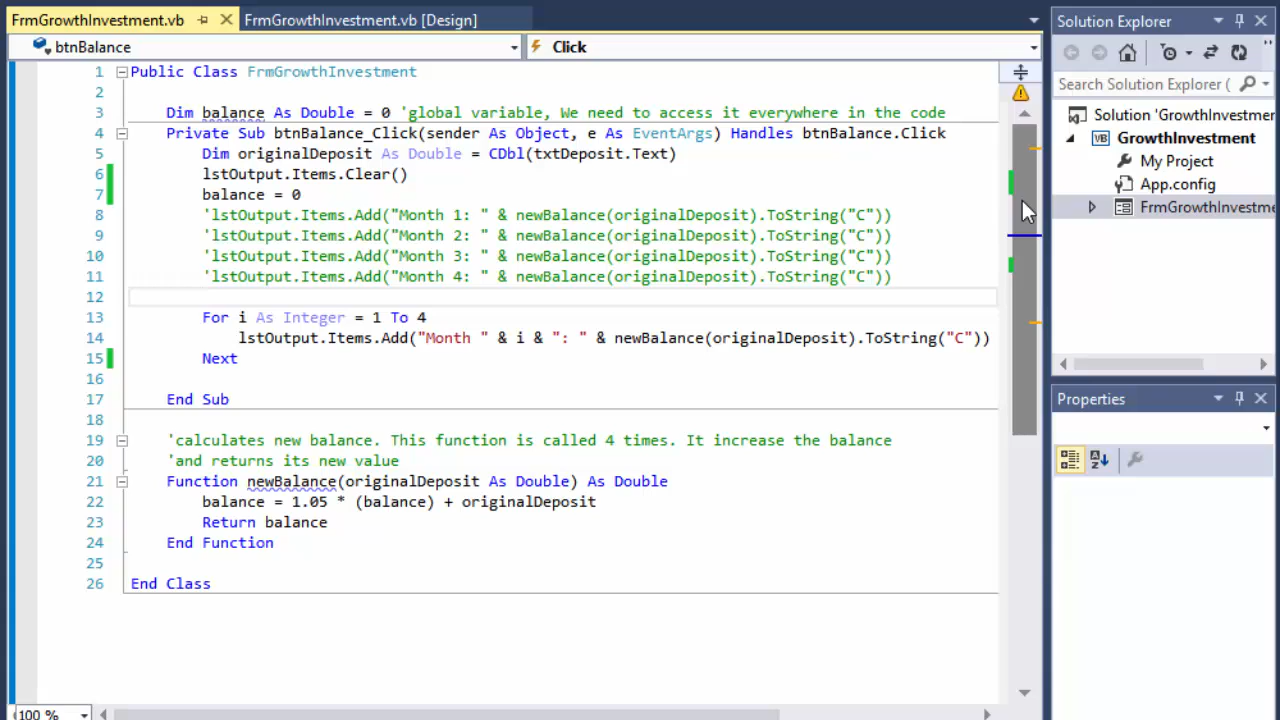 FrmGrowthInvestment.vb
FrmGrowthInvestment.vb [Design]
btnBalance
Click
1 Public Class FrmGrowthInvestment
2
3 Dim balance As Double = 0 'global variable, We need to access it everywhere in the code
4 Private Sub btnBalance_Click(sender As Object, e As EventArgs) Handles btnBalance.Click
5 Dim originalDeposit As Double = CDbl(txtDeposit.Text)
6 lstOutput.Items.Clear()
7 balance = 0
8 'lstOutput.Items.Add("Month 1: " & newBalance(originalDeposit).ToString("C"))
9 'lstOutput.Items.Add("Month 2: " & newBalance(originalDeposit).ToString("C"))
10 'lstOutput.Items.Add("Month 3: " & newBalance(originalDeposit).ToString("C"))
11 'lstOutput.Items.Add("Month 4: " & newBalance(originalDeposit).ToString("C"))
12
13 For i As Integer = 1 To 4
14 lstOutput.Items.Add("Month " & i & ": " & newBalance(originalDeposit).ToString("C"))
15 Next
16
17 End Sub
18
19 'calculates new balance. This function is called 4 times. It increase the balance
20 'and returns its new value
21 Function newBalance(originalDeposit As Double) As Double
22 balance = 1.05 * (balance) + originalDeposit
23 Return balance
24 End Function
25
26 End Class
100 %
Solution Explorer
Search Solution Explorer (
Solution 'GrowthInvestmen
VB GrowthInvestment
My Project
App.config
FrmGrowthInvestme
Properties